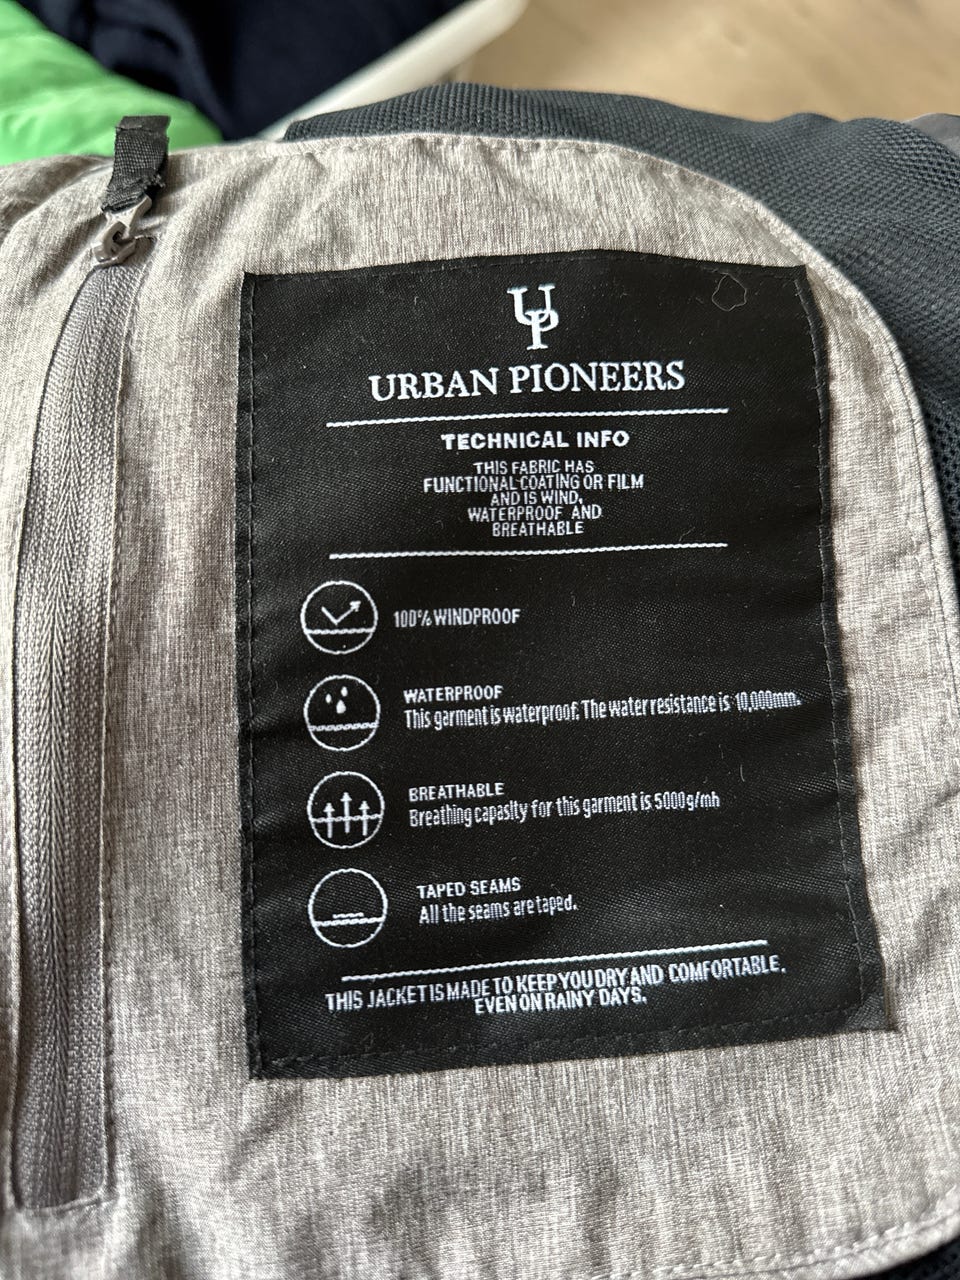 UP
URBAN PIONEERS
TECHNICAL INFO
THIS FABRIC HAS
FUNCTIONAL COATING OR FILM
AND IS WIND,
WATERPROOF AND
BREATHABLE
100% WINDPROOF
WATERPROOF
This garment is waterproof. The water resistance is 10,000mm.
BREATHABLE
Breathing capasity for this garment is 5000g/mh
TAPED SEAMS
All the seams are taped.
THIS JACKET IS MADE TO KEEP YOU DRY AND COMFORTABLE.
EVEN ON RAINY DAYS.